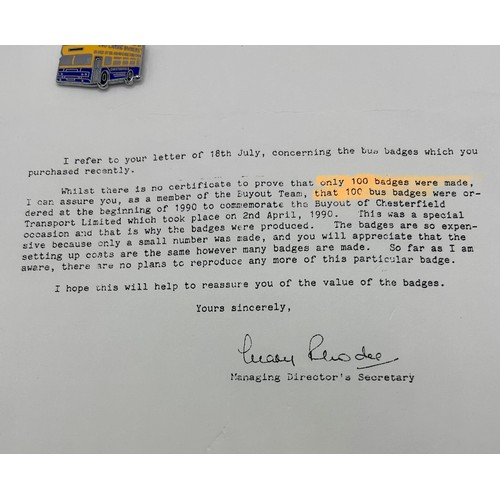 I refer to your letter of 18th July, concerning the bus badges which you
purchased recently.
Whilst there is no certificate to prove that only 100 badges were made,
I can assure you, as a member of the Buyout Team, that 100 bus badges were or-
dered at the beginning of 1990 to commemorate the Buyout of Chesterfield
Transport Limited which took place on 2nd April, 1990. This was a special
occasion and that is why the badges were produced. The badges are so expen-
sive because only a small number was made, and you will appreciate that the
setting up costs are the same however many badges are made. So far as I am
aware, there are no plans to reproduce any more of this particular badge.
I hope this will help to reassure you of the value of the badges.
Yours sincerely,
Managing Director's Secretary